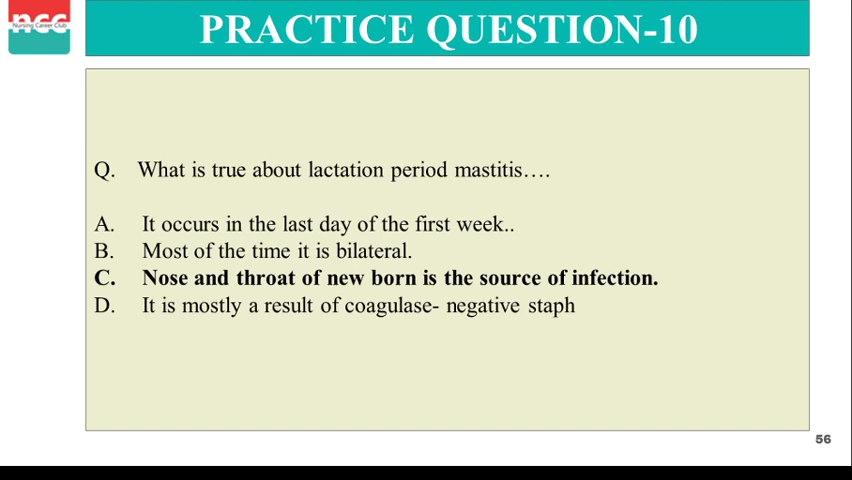 ncc
Nursing Career Club
PRACTICE QUESTION-10
Q. What is true about lactation period mastitis….
A. It occurs in the last day of the first week..
B. Most of the time it is bilateral.
C. Nose and throat of new born is the source of infection.
D. It is mostly a result of coagulase- negative staph
56